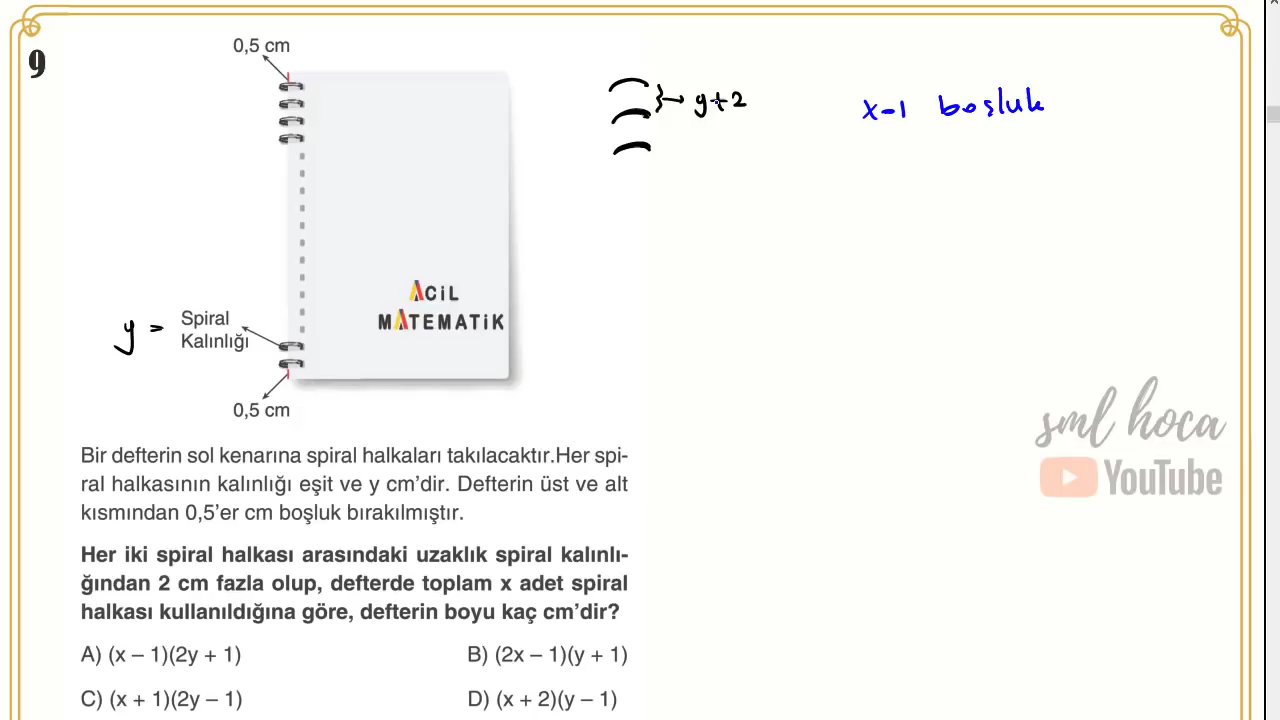 9
0,5 cm
y+2
x-1 boşluk
ACİL
MATEMATİK
y = Spiral
Kalınlığı
0,5 cm
sml hoca
YouTube
Bir defterin sol kenarına spiral halkaları takılacaktır.Her spi-
ral halkasının kalınlığı eşit ve y cm'dir. Defterin üst ve alt
kısmından 0,5'er cm boşluk bırakılmıştır.
Her iki spiral halkası arasındaki uzaklık spiral kalınlı-
ğından 2 cm fazla olup, defterde toplam x adet spiral
halkası kullanıldığına göre, defterin boyu kaç cm'dir?
A) (x – 1)(2y + 1)
B) (2x – 1)(y + 1)
C) (x + 1)(2y – 1)
D) (x + 2)(y – 1)